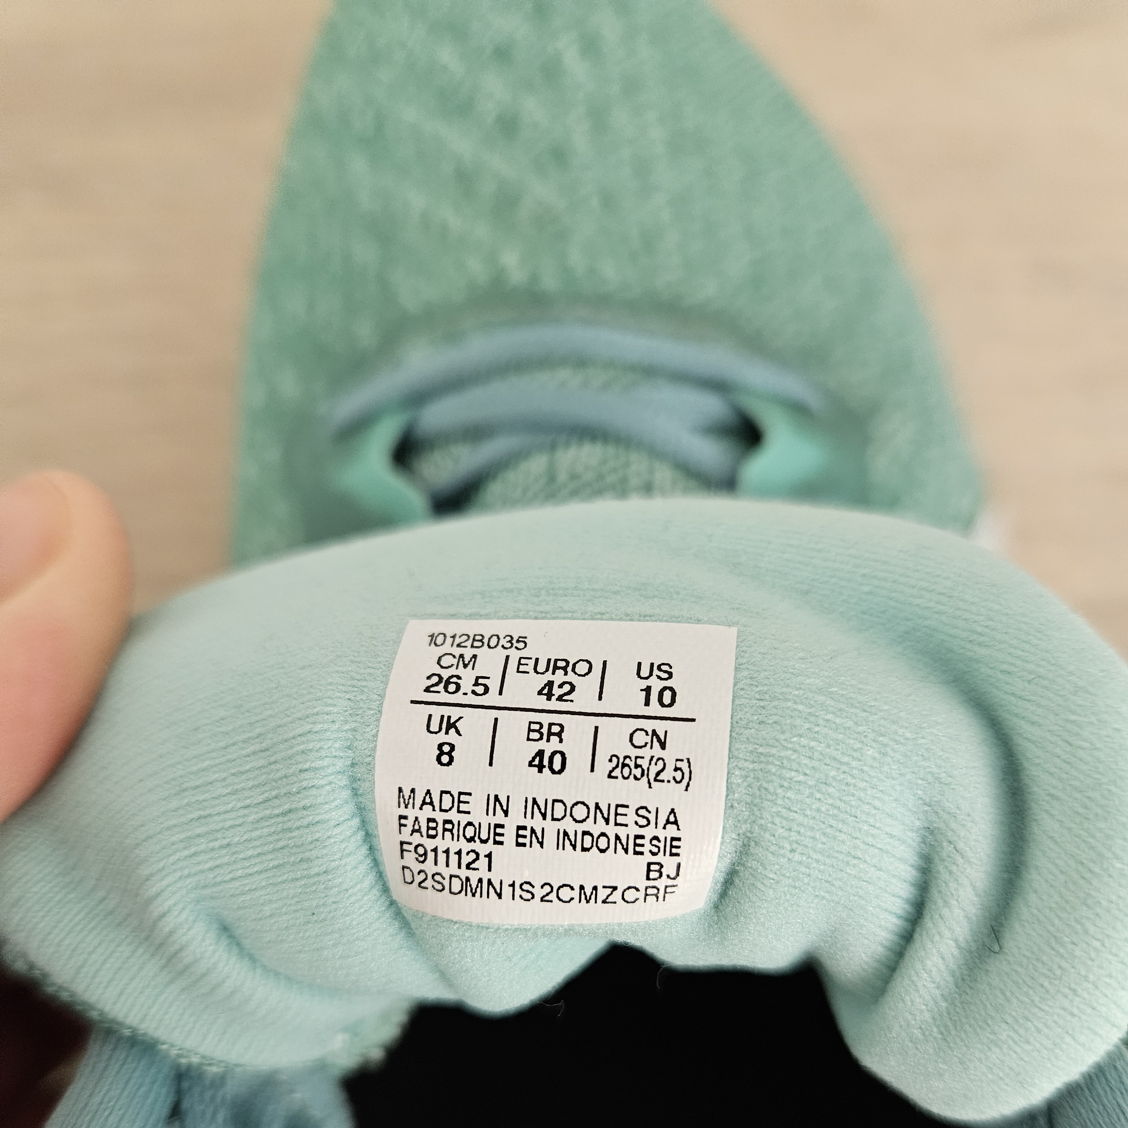 1012B035
CM EURO US
26.5 42 10
UK BR CN
8 40 265(2.5)
MADE IN INDONESIA
FABRIQUE EN INDONESIE
F911121 BJ
D2SDMN1S2CMZCRF